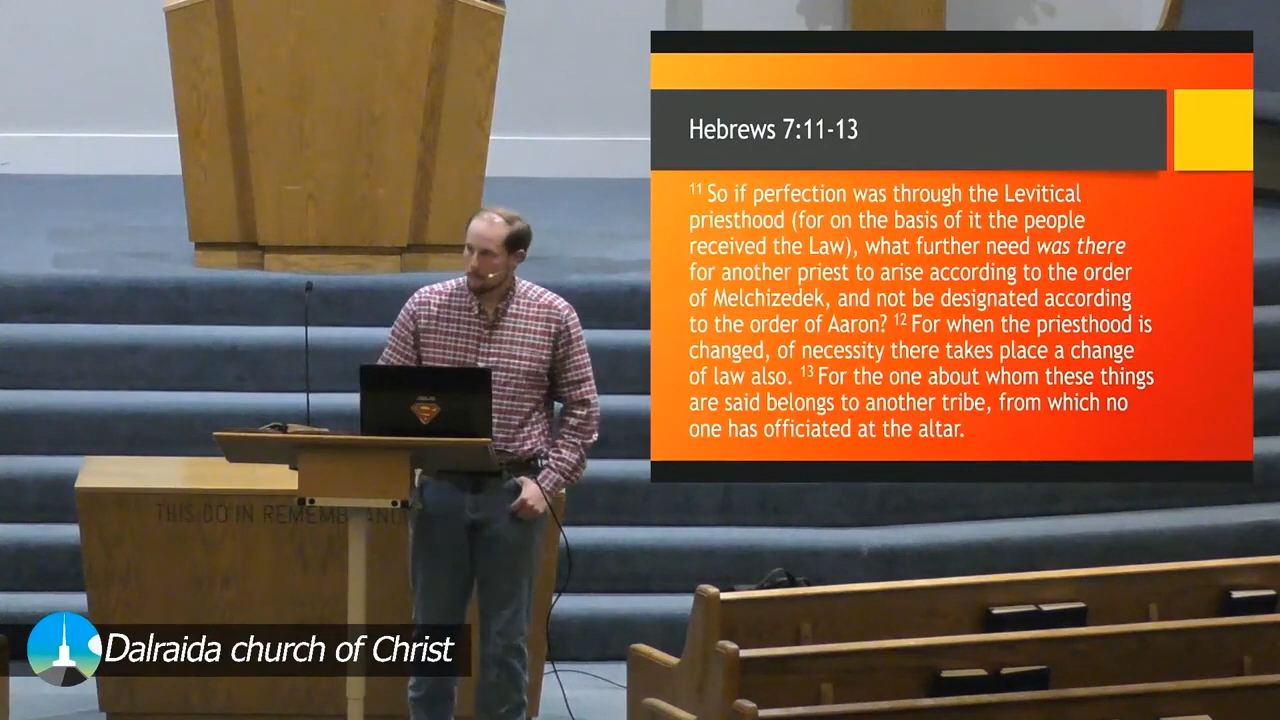 Hebrews 7:11-13
11 So if perfection was through the Levitical
priesthood (for on the basis of it the people
received the Law), what further need was there
for another priest to arise according to the order
of Melchizedek, and not be designated according
to the order of Aaron? 12 For when the priesthood is
changed, of necessity there takes place a change
of law also. 13 For the one about whom these things
are said belongs to another tribe, from which no
one has officiated at the altar.
THIS DO IN REMEMB ANC
Dalraida church of Christ